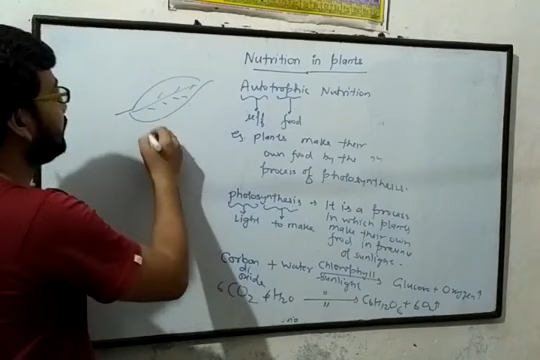 Nutrition in plants
Autotrophic Nutrition
self food
eg. plants make their
own food by the
process of photosynthesis.
photosynthesis → It is a process
in which plants
light to make make their own
food in presence
of sunlight.
Carbon di oxide + water Chlorophyll Sunlight → Glucose + Oxygen↑
6CO2 + H2O → C6H12O6 + 6O2↑